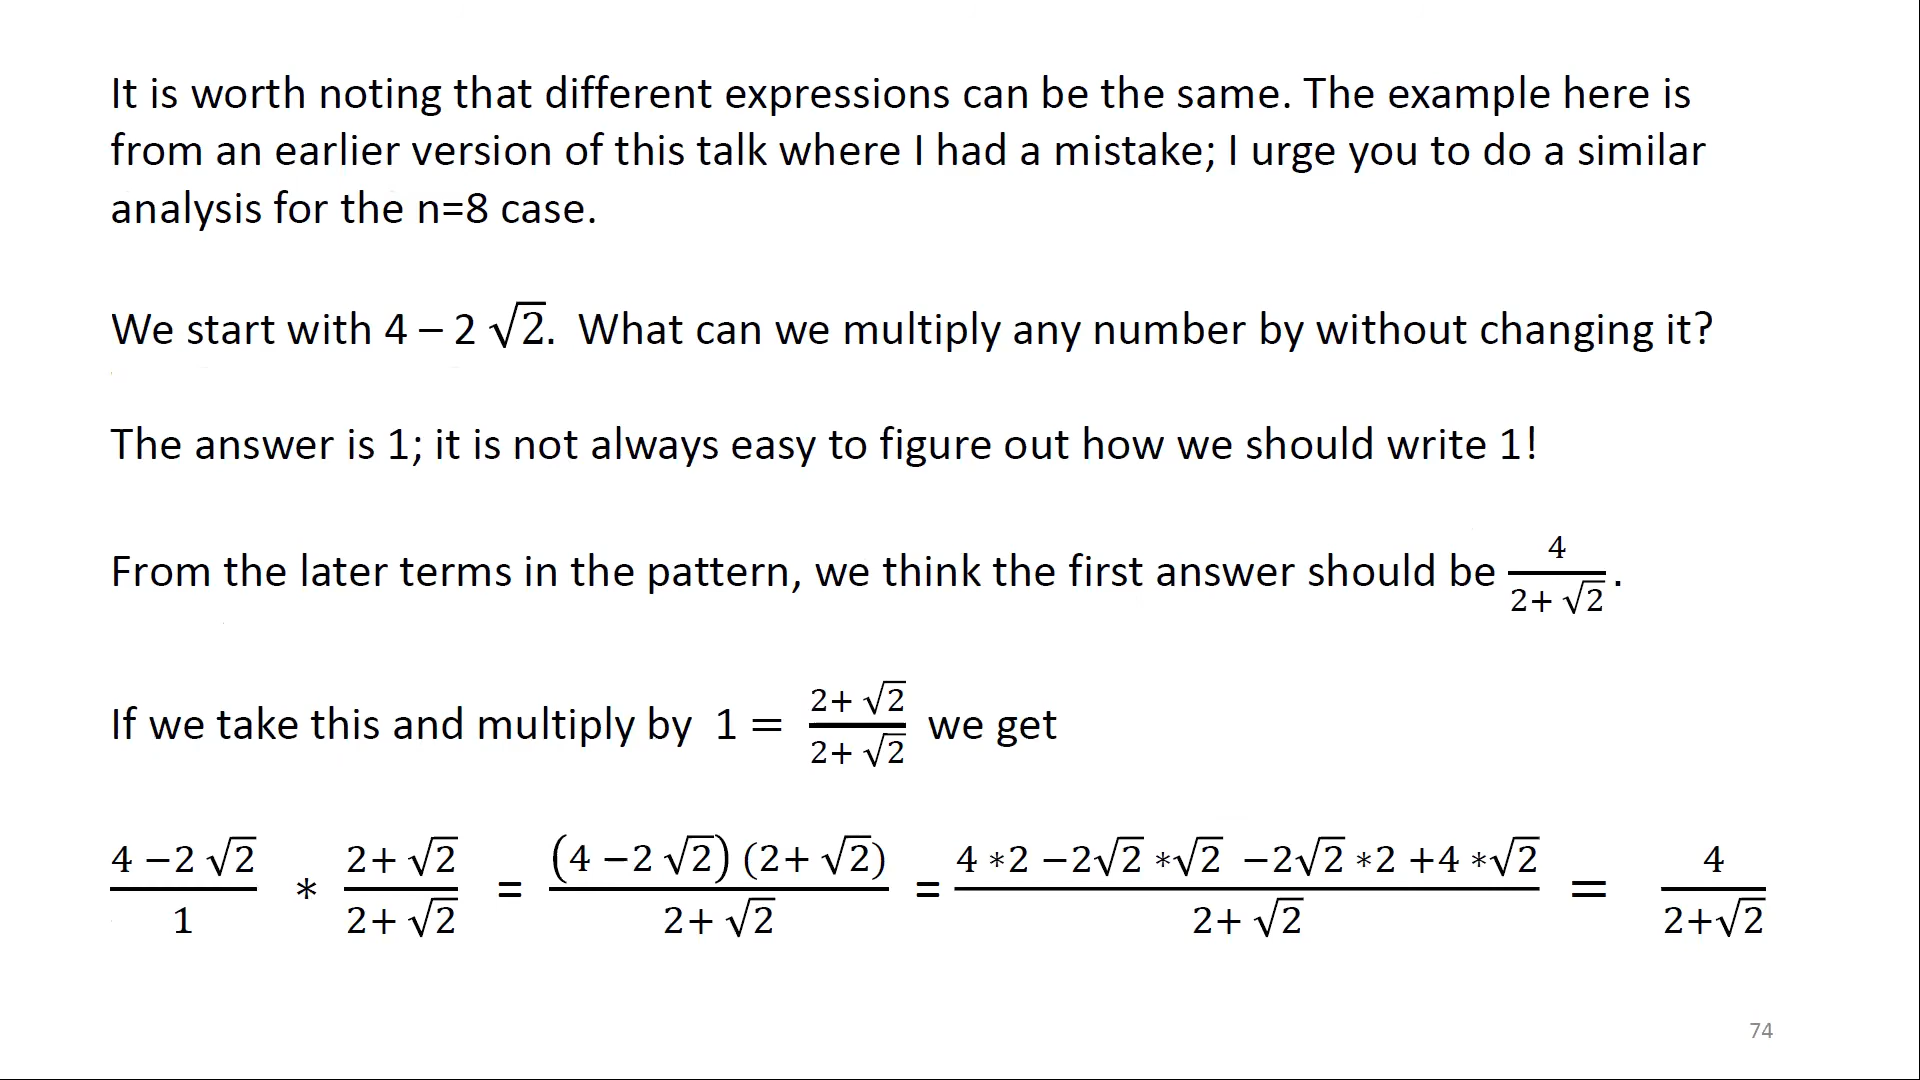 It is worth noting that different expressions can be the same. The example here is
from an earlier version of this talk where I had a mistake; I urge you to do a similar
analysis for the n=8 case.
We start with 4 – 2 √2. What can we multiply any number by without changing it?
The answer is 1; it is not always easy to figure out how we should write 1!
From the later terms in the pattern, we think the first answer should be 4/(2+ √2).
If we take this and multiply by 1 = (2+ √2)/(2+ √2) we get
(4 −2 √2)/1 * (2+ √2)/(2+ √2) = ((4 −2 √2) (2+ √2))/(2+ √2) = (4 *2 −2√2 *√2 −2√2 *2 +4 *√2)/(2+ √2) = 4/(2+√2)
74